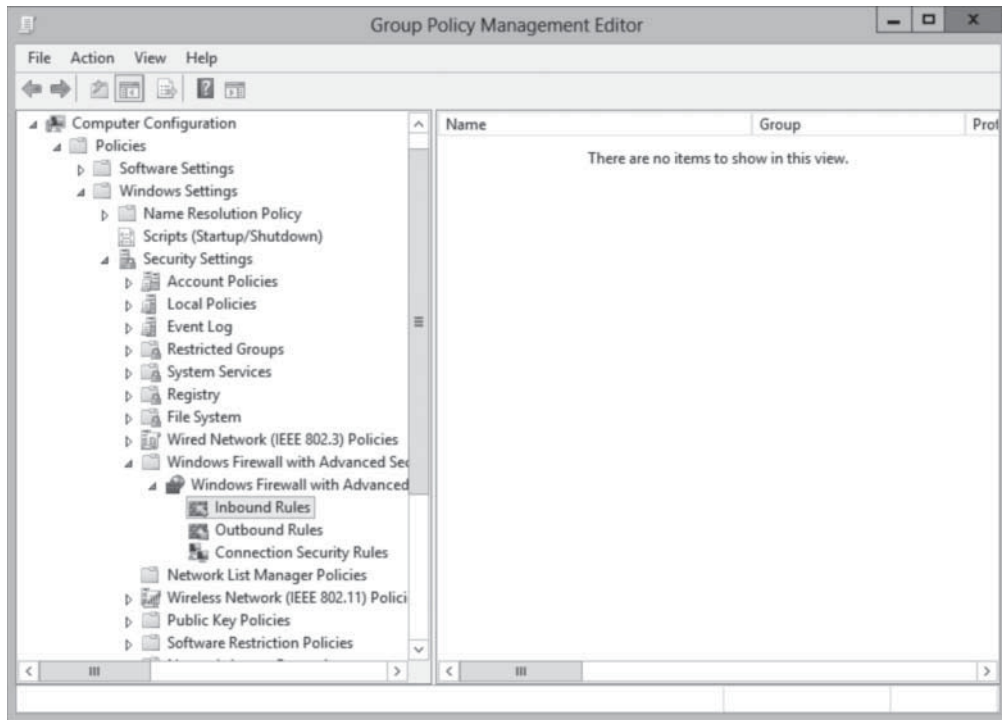 Group Policy Management Editor
File Action View Help
Computer Configuration
Policies
Software Settings
Windows Settings
Name Resolution Policy
Scripts (Startup/Shutdown)
Security Settings
Account Policies
Local Policies
Event Log
Restricted Groups
System Services
Registry
File System
Wired Network (IEEE 802.3) Policies
Windows Firewall with Advanced Sec
Windows Firewall with Advanced
Inbound Rules
Outbound Rules
Connection Security Rules
Network List Manager Policies
Wireless Network (IEEE 802.11) Polici
Public Key Policies
Software Restriction Policies
Name Group Prof
There are no items to show in this view.